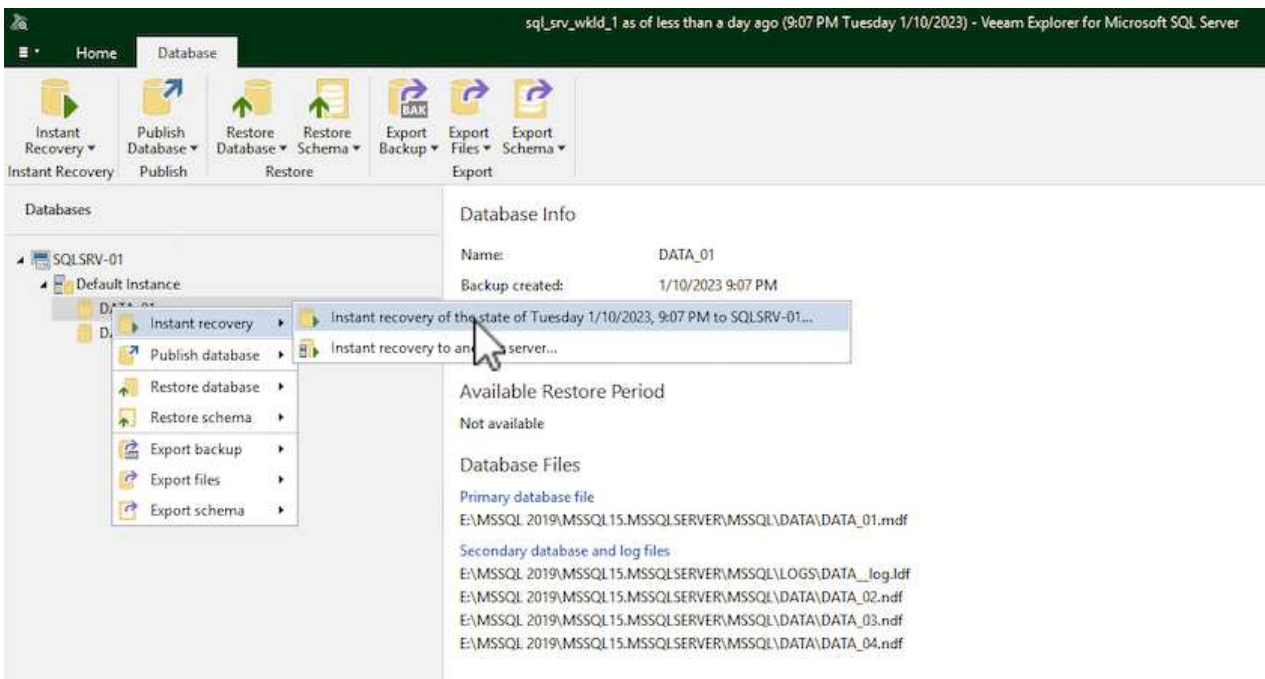 sql_srv_wkld_1 as of less than a day ago (9:07 PM Tuesday 1/10/2023) - Veeam Explorer for Microsoft SQL Server
Home Database
Instant Recovery
Publish Database
Restore Database
Restore Schema
Export Backup
BAK
Export Files
Export Schema
Instant Recovery Publish Restore Export
Databases
SQLSRV-01
Default Instance
Instant recovery
Publish database
Restore database
Restore schema
Export backup
Export files
Export schema
Instant recovery of the state of Tuesday 1/10/2023, 9:07 PM to SQLSRV-01...
Instant recovery to server...
Database Info
Name: DATA_01
Backup created: 1/10/2023 9:07 PM
Available Restore Period
Not available
Database Files
Primary database file
E:\MSSQL 2019\MSSQL15.MSSQLSERVER\MSSQL\DATA\DATA_01.mdf
Secondary database and log files
E:\MSSQL 2019\MSSQL15.MSSQLSERVER\MSSQL\LOGS\DATA__log.ldf
E:\MSSQL 2019\MSSQL15.MSSQLSERVER\MSSQL\DATA\DATA_02.ndf
E:\MSSQL 2019\MSSQL15.MSSQLSERVER\MSSQL\DATA\DATA_03.ndf
E:\MSSQL 2019\MSSQL15.MSSQLSERVER\MSSQL\DATA\DATA_04.ndf